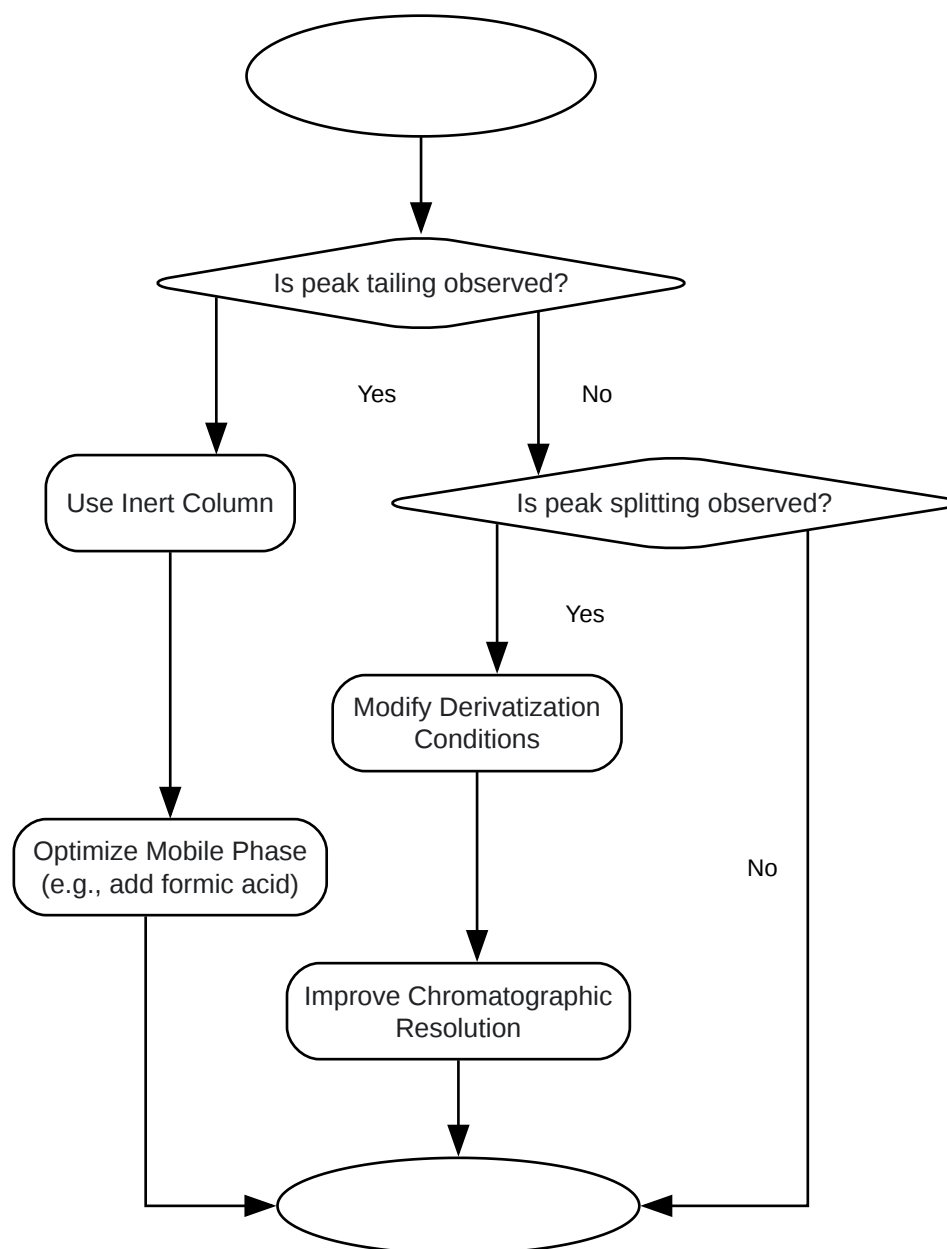 Is peak tailing observed?
Yes
No
Use Inert Column
Is peak splitting observed?
Yes
Modify Derivatization
Conditions
Optimize Mobile Phase
(e.g., add formic acid)
No
Improve Chromatographic
Resolution